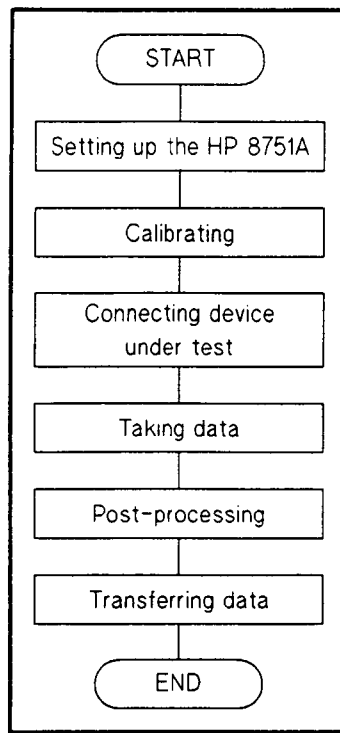 START
Setting up the HP 8751A
Calibrating
Connecting device
under test
Taking data
Post-processing
Transferring data
END